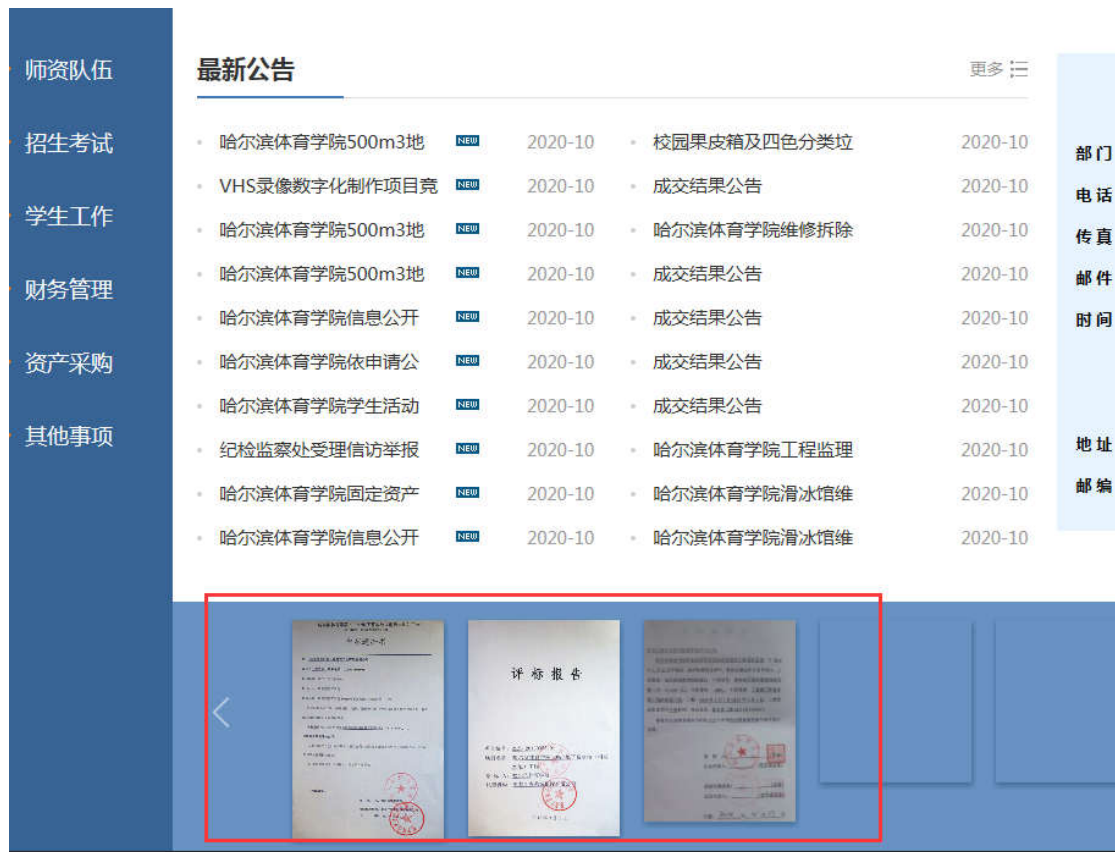 师资队伍
招生考试
学生工作
财务管理
资产采购
其他事项
最新公告
更多
哈尔滨体育学院500m3地 NEW 2020-10
VHS录像数字化制作项目竞 NEW 2020-10
哈尔滨体育学院500m3地 NEW 2020-10
哈尔滨体育学院500m3地 NEW 2020-10
哈尔滨体育学院信息公开 NEW 2020-10
哈尔滨体育学院依申请公 NEW 2020-10
哈尔滨体育学院学生活动 NEW 2020-10
纪检监察处受理信访举报 NEW 2020-10
哈尔滨体育学院固定资产 NEW 2020-10
哈尔滨体育学院信息公开 NEW 2020-10
校园果皮箱及四色分类垃 2020-10
成交结果公告 2020-10
哈尔滨体育学院维修拆除 2020-10
成交结果公告 2020-10
成交结果公告 2020-10
成交结果公告 2020-10
成交结果公告 2020-10
哈尔滨体育学院工程监理 2020-10
哈尔滨体育学院滑冰馆维 2020-10
哈尔滨体育学院滑冰馆维 2020-10
部门
电话
传真
邮件
时间
地址
邮编
评标报告